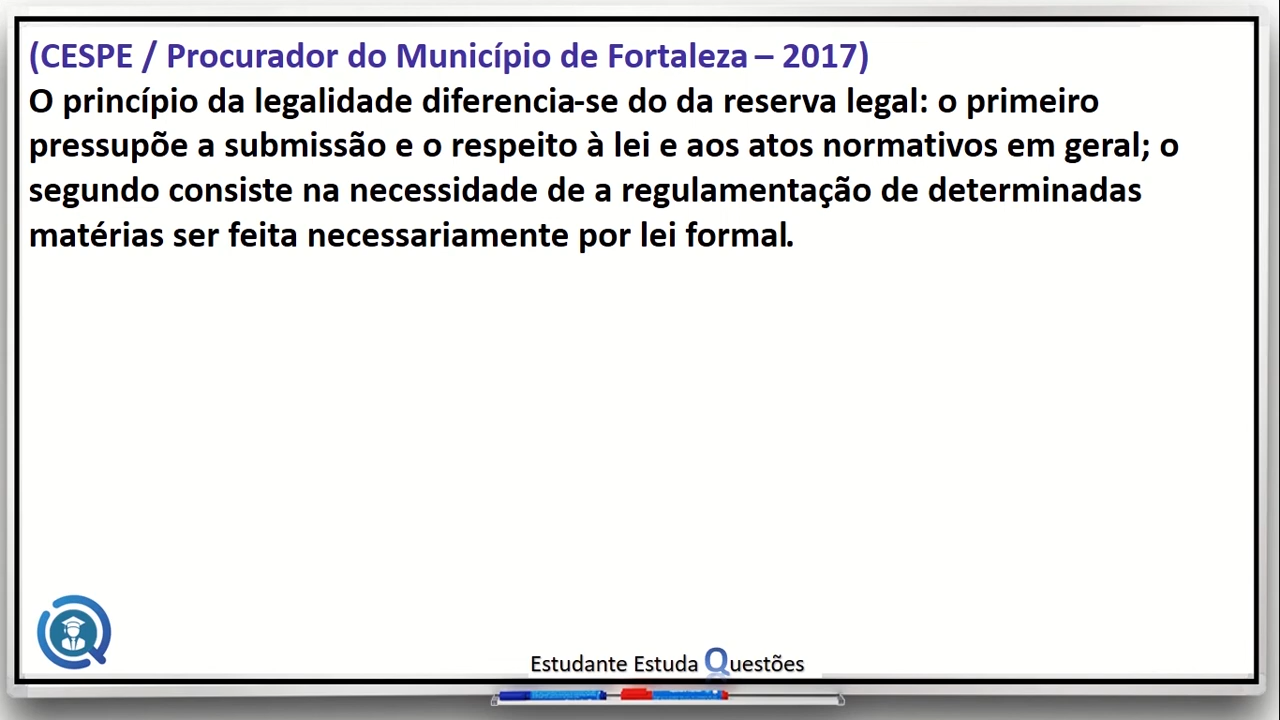 (CESPE / Procurador do Município de Fortaleza – 2017)
O princípio da legalidade diferencia-se do da reserva legal: o primeiro
pressupõe a submissão e o respeito à lei e aos atos normativos em geral; o
segundo consiste na necessidade de a regulamentação de determinadas
matérias ser feita necessariamente por lei formal.
Estudante Estuda Questões